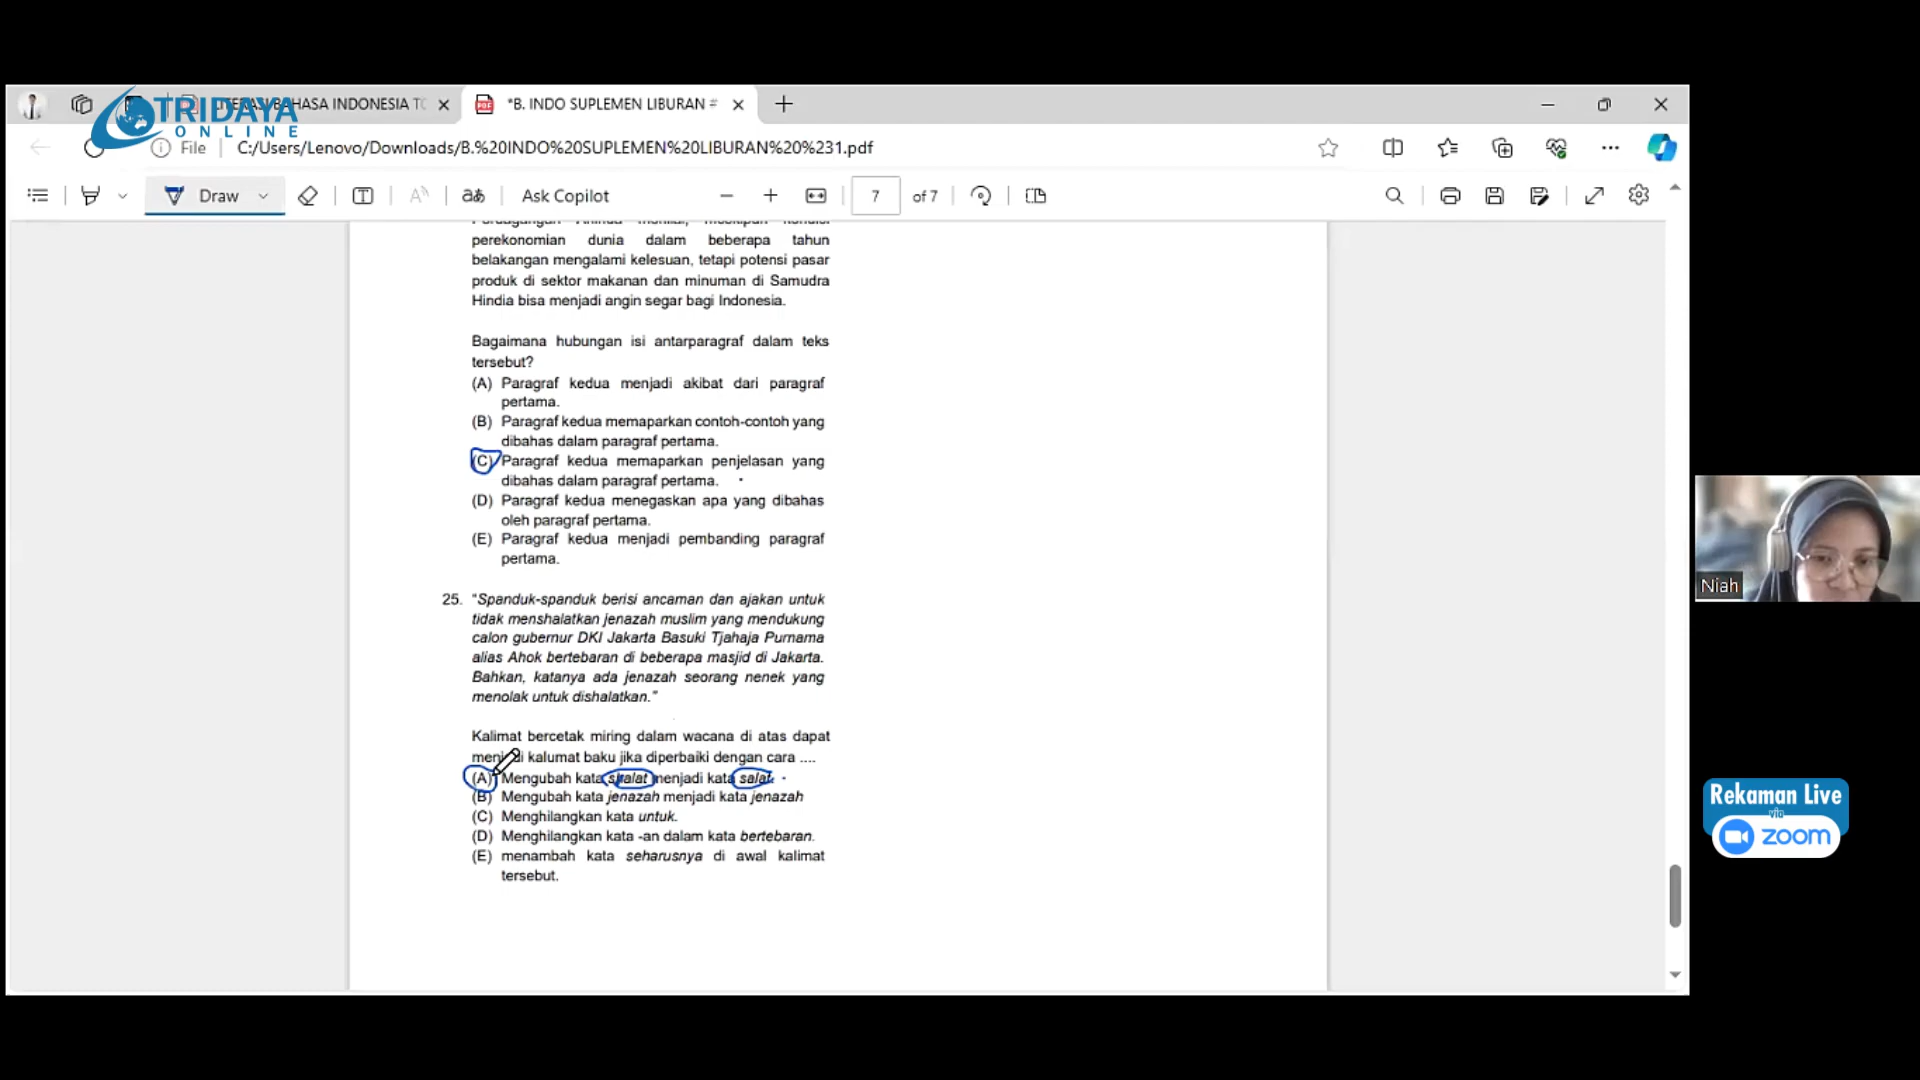 TRIDAYA
ONLINE
BAHASA INDONESIA
*B. INDO SUPLEMEN LIBURAN #
File
C:/Users/Lenovo/Downloads/B.%20INDO%20SUPLEMEN%20LIBURAN%20%231.pdf
Draw
Ask Copilot
7
of 7
perekonomian dunia dalam beberapa tahun
belakangan mengalami kelesuan, tetapi potensi pasar
produk di sektor makanan dan minuman di Samudra
Hindia bisa menjadi angin segar bagi Indonesia.
Bagaimana hubungan isi antarparagraf dalam teks
tersebut?
(A) Paragraf kedua menjadi akibat dari paragraf
pertama.
(B) Paragraf kedua memaparkan contoh-contoh yang
dibahas dalam paragraf pertama.
(C) Paragraf kedua memaparkan penjelasan yang
dibahas dalam paragraf pertama.
(D) Paragraf kedua menegaskan apa yang dibahas
oleh paragraf pertama.
(E) Paragraf kedua menjadi pembanding paragraf
pertama.
25. "Spanduk-spanduk berisi ancaman dan ajakan untuk
tidak menshalatkan jenazah muslim yang mendukung
calon gubernur DKI Jakarta Basuki Tjahaja Purnama
alias Ahok bertebaran di beberapa masjid di Jakarta.
Bahkan, katanya ada jenazah seorang nenek yang
menolak untuk dishalatkan."
Kalimat bercetak miring dalam wacana di atas dapat
menjadi kalumat baku jika diperbaiki dengan cara ....
(A) Mengubah kata shalat menjadi kata salat.
(B) Mengubah kata jenazah menjadi kata jenazah
(C) Menghilangkan kata untuk.
(D) Menghilangkan kata -an dalam kata bertebaran.
(E) menambah kata seharusnya di awal kalimat
tersebut.
Niah
Rekaman Live
via
zoom